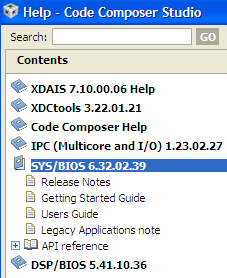 Help - Code Composer Studio
Search: GO
Contents
XDAIS 7.10.00.06 Help
XDCtools 3.22.01.21
Code Composer Help
IPC (Multicore and I/O) 1.23.02.27
SYS/BIOS 6.32.02.39
Release Notes
Getting Started Guide
Users Guide
Legacy Applications note
API reference
DSP/BIOS 5.41.10.36